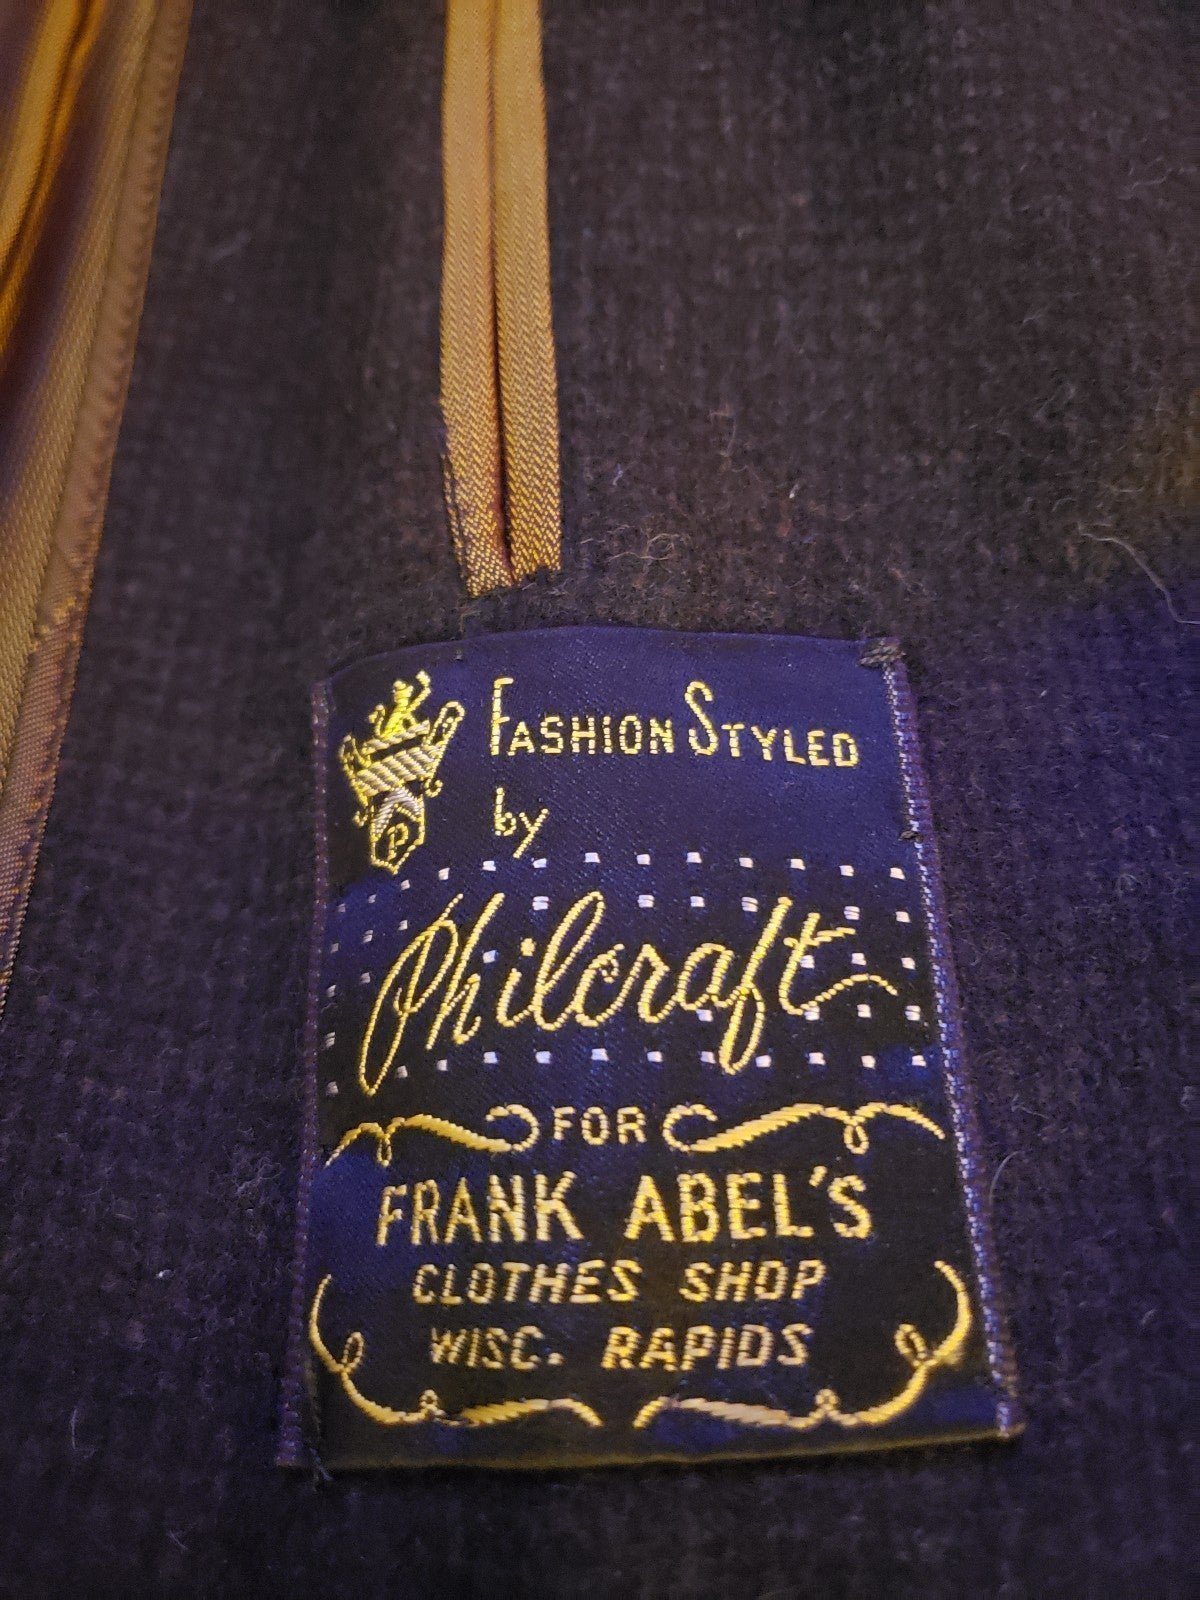 P
FASHION STYLED
by
Philcraft
FOR
FRANK ABEL'S
CLOTHES SHOP
WISC. RAPIDS